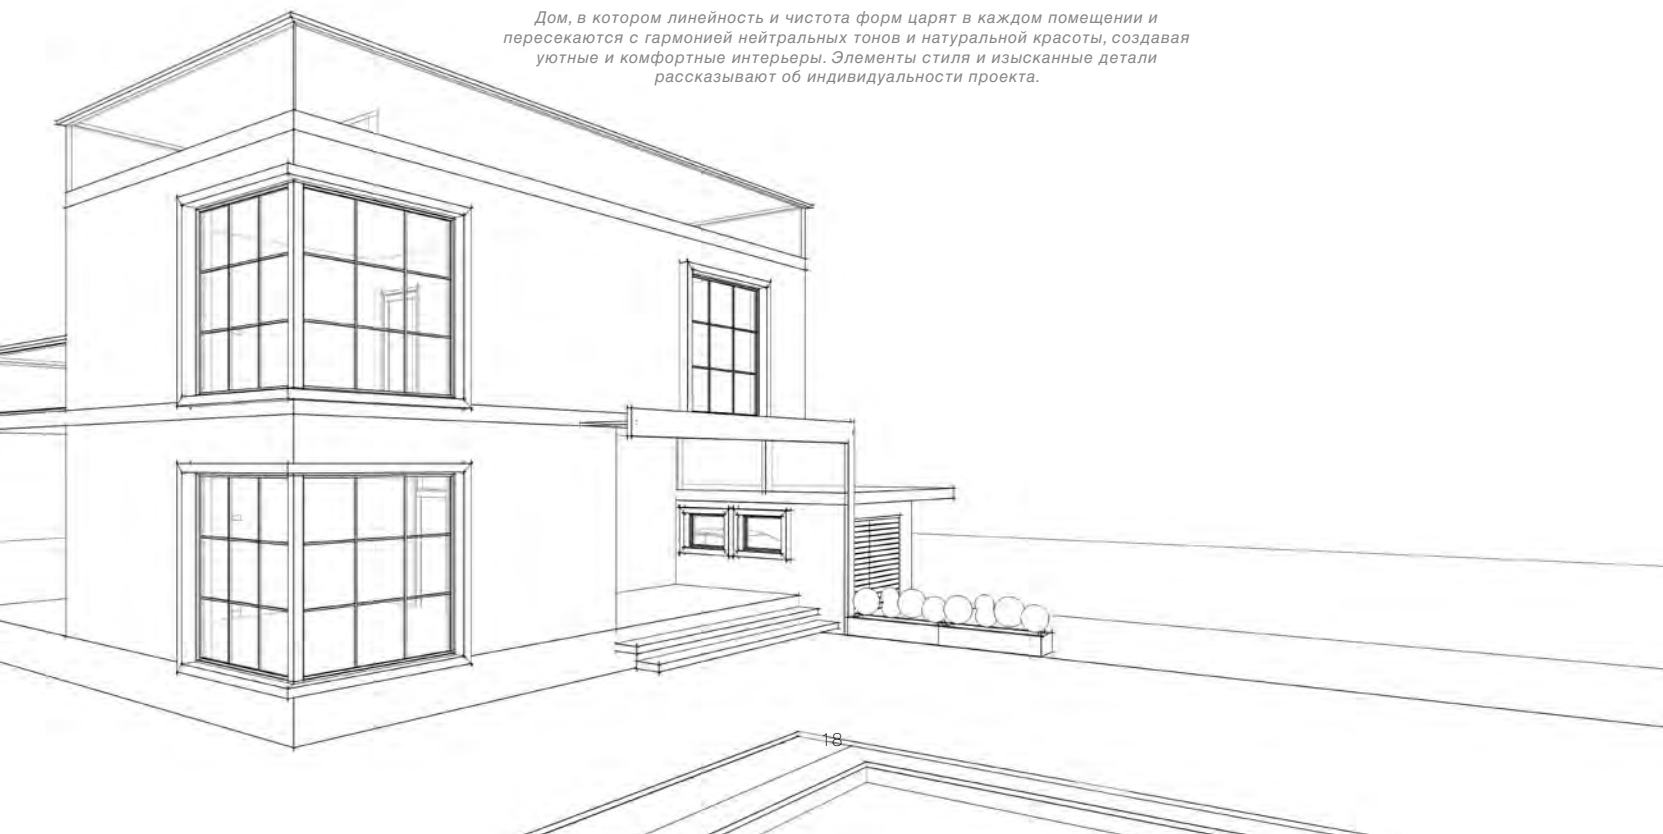 Дом, в котором линейность и чистота форм царят в каждом помещении и
пересекаются с гармонией нейтральных тонов и натуральной красоты, создавая
уютные и комфортные интерьеры. Элементы стиля и изысканные детали
рассказывают об индивидуальности проекта.
18